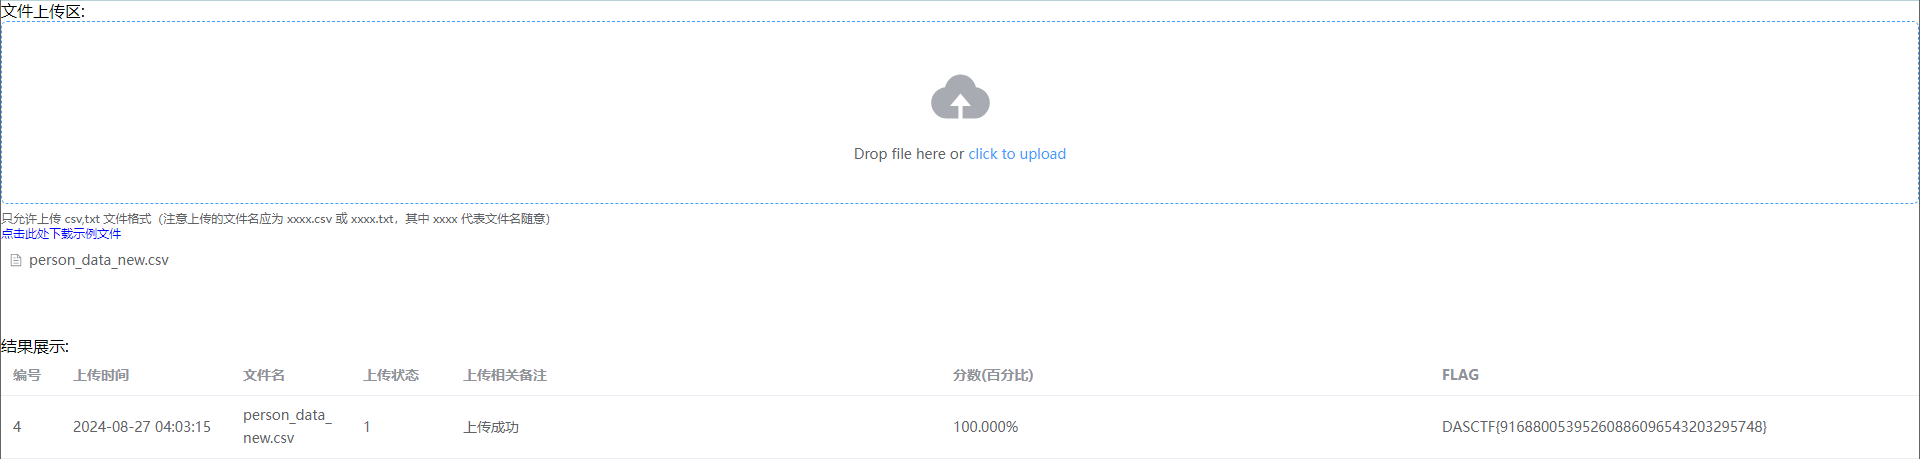 文件上传区:
Drop file here or click to upload
只允许上传 csv,txt 文件格式（注意上传的文件名应为 xxxx.csv 或 xxxx.txt，其中 xxxx 代表文件名随意）
点击此处下载示例文件
person_data_new.csv
结果展示:
编号 上传时间 文件名 上传状态 上传相关备注 分数(百分比) FLAG
4 2024-08-27 04:03:15 person_data_new.csv 1 上传成功 100.000% DASCTF{91688005395260886096543203295748}